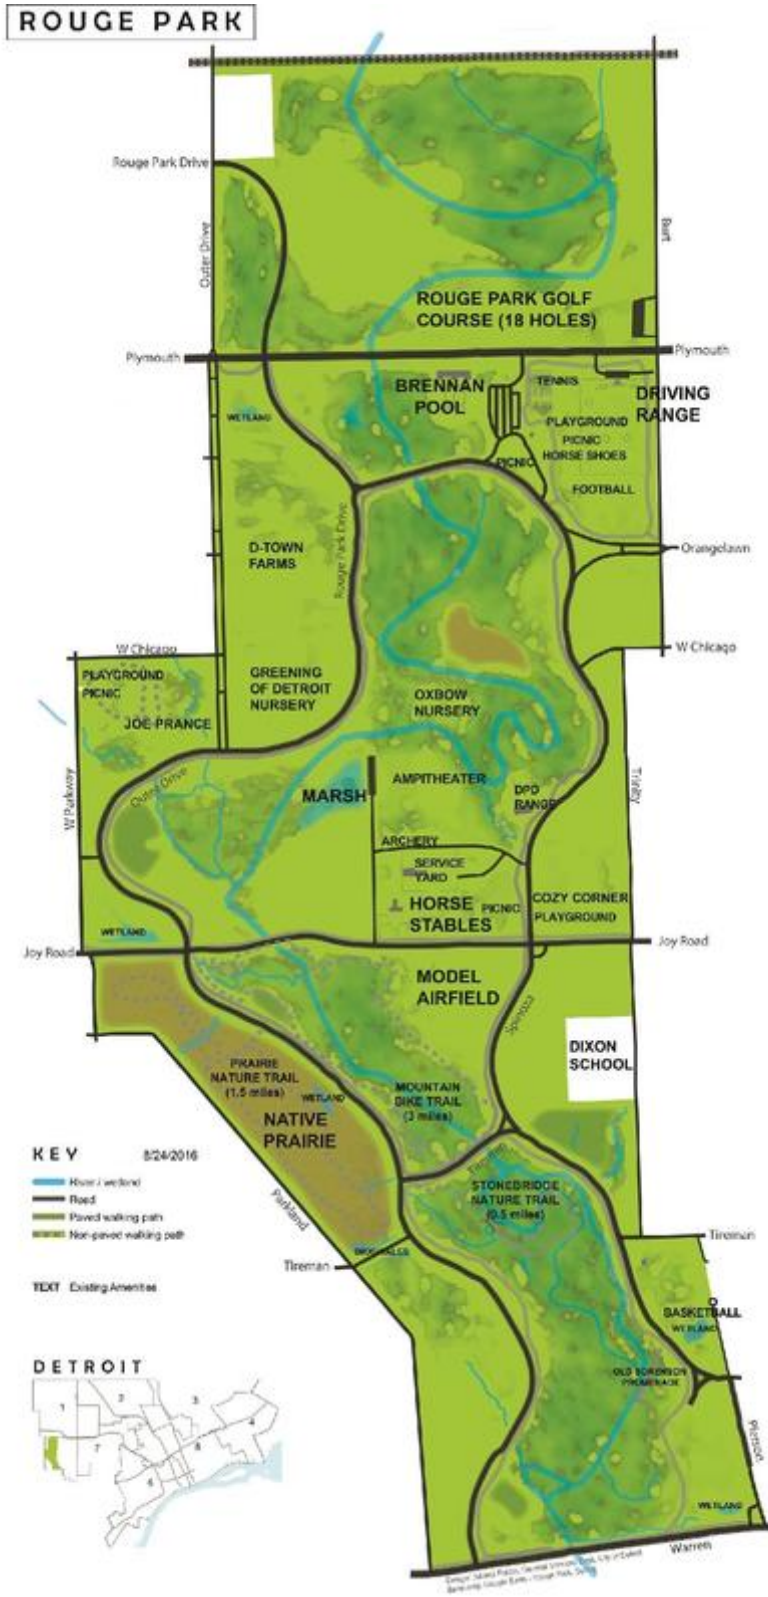 ROUGE PARK
Rouge Park Drive
Outer Drive
Burt
ROUGE PARK GOLF
COURSE (18 HOLES)
Plymouth
Plymouth
BRENNAN
POOL
TENNIS
DRIVING
RANGE
WETLAND
PLAYGROUND
PICNIC
HORSE SHOES
PICNIC
FOOTBALL
Rouge Park Drive
D-TOWN
FARMS
Orangelawn
W Chicago
W Chicago
PLAYGROUND
PICNIC
JOE PRANCE
GREENING
OF DETROIT
NURSERY
OXBOW
NURSERY
Outer Drive
W Parkway
MARSH
AMPITHEATER
DPD
RANGE
Trinity
ARCHERY
SERVICE
YARD
HORSE
STABLES
PICNIC
COZY CORNER
PLAYGROUND
WETLAND
Joy Road
Joy Road
MODEL
AIRFIELD
DIXON
SCHOOL
PRAIRIE
NATURE TRAIL
(1.5 miles)
WETLAND
MOUNTAIN
BIKE TRAIL
(3 miles)
NATIVE
PRAIRIE
KEY 8/24/2016
River / wetland
Road
Paved walking path
Non-paved walking path
TEXT Existing Amenities
Parkland
STONEBRIDGE
NATURE TRAIL
(0.5 miles)
Tireman
Tireman
BASKETBALL
WETLAND
OLD SORENSON
PROMENADE
Pierson
WETLAND
Warren
DETROIT
1
2
3
4
7
8
6